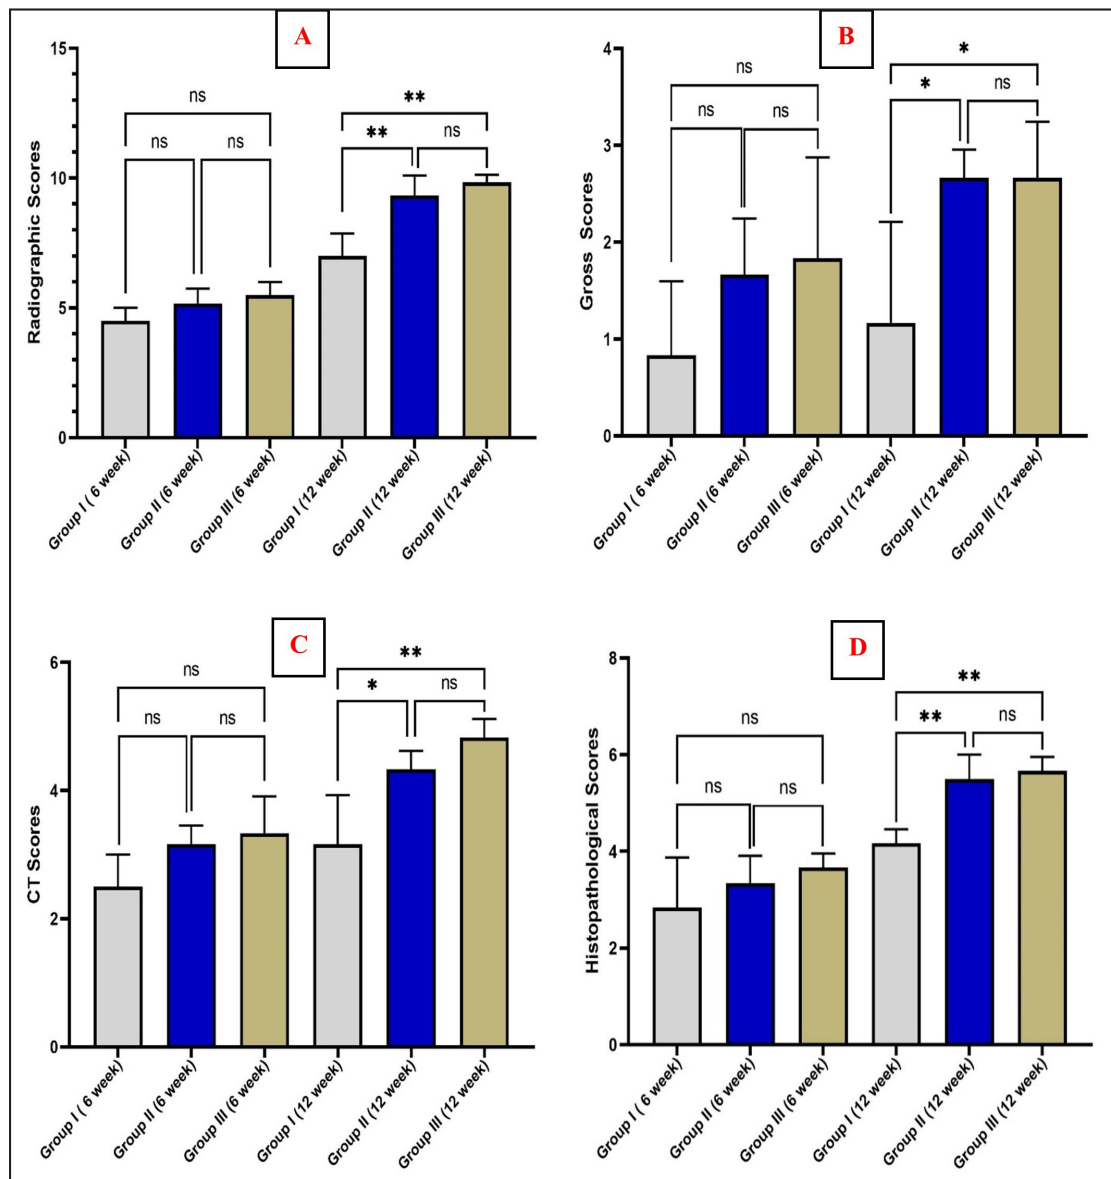 A
Radiographic Scores
15
10
5
0
ns
ns
ns
**
**
ns
Group I ( 6 week)
Group II (6 week)
Group III (6 week)
Group I (12 week)
Group II (12 week)
Group III (12 week)
B
Gross Scores
4
3
2
1
0
ns
ns
ns
*
*
ns
Group I ( 6 week)
Group II (6 week)
Group III (6 week)
Group I (12 week)
Group II (12 week)
Group III (12 week)
C
CT Scores
6
4
2
0
ns
ns
ns
**
*
ns
Group I ( 6 week)
Group II (6 week)
Group III (6 week)
Group I (12 week)
Group II (12 week)
Group III (12 week)
D
Histopathological Scores
8
6
4
2
0
ns
ns
ns
**
**
ns
Group I ( 6 week)
Group II (6 week)
Group III (6 week)
Group I (12 week)
Group II (12 week)
Group III (12 week)